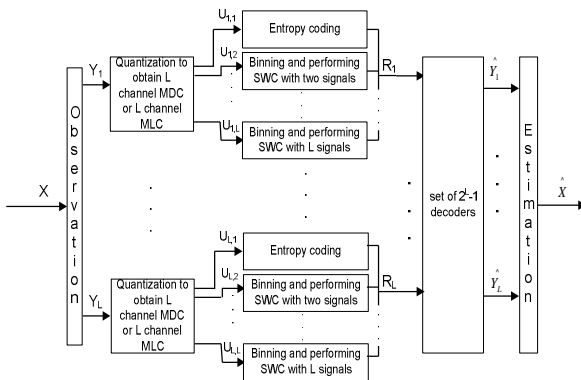 U1,1
Entropy coding
Y1
Quantization to
obtain L
channel MDC
or L channel
MLC
U1,2
Binning and performing
SWC with two signals
R1
Ŷ1
U1,L
Binning and performing
SWC with L signals
X
Observation
set of 2^L-1
decoders
Estimation
X̂
UL,1
Entropy coding
YL
Quantization to
obtain L
channel MDC
or L channel
MLC
UL,2
Binning and performing
SWC with two signals
RL
ŶL
UL,L
Binning and performing
SWC with L signals